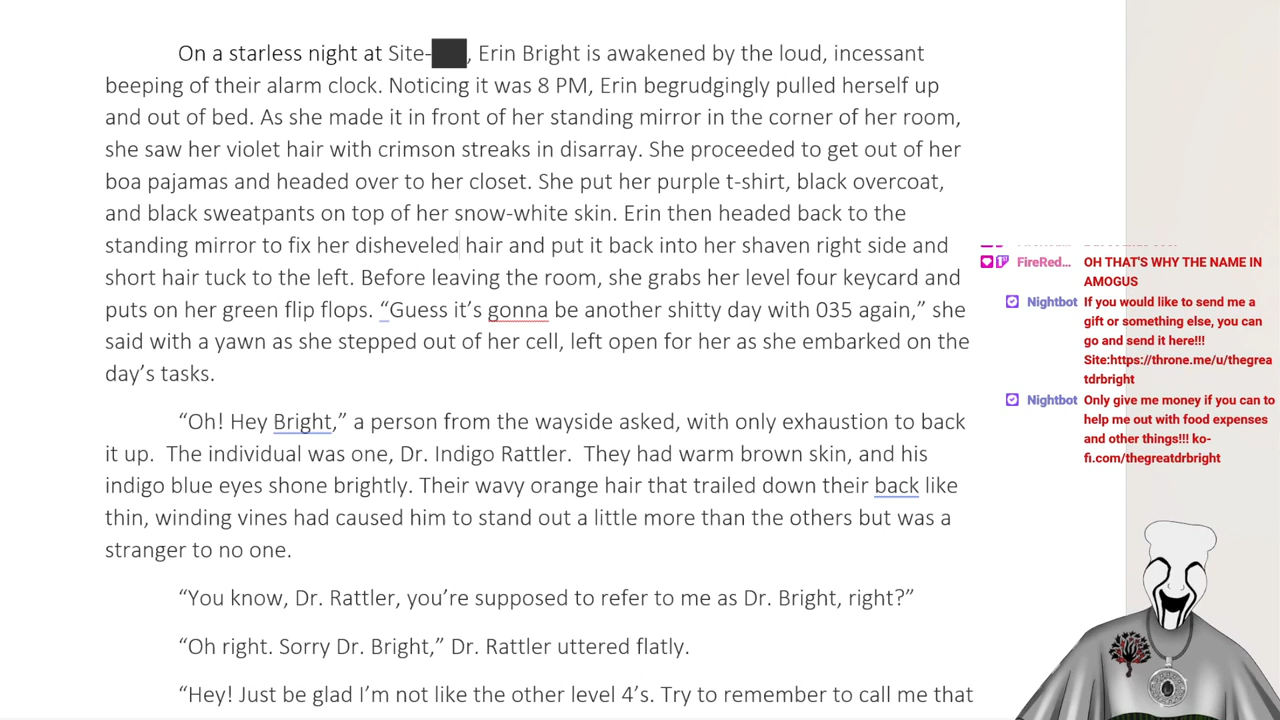 On a starless night at Site-, Erin Bright is awakened by the loud, incessant
beeping of their alarm clock. Noticing it was 8 PM, Erin begrudgingly pulled herself up
and out of bed. As she made it in front of her standing mirror in the corner of her room,
she saw her violet hair with crimson streaks in disarray. She proceeded to get out of her
boa pajamas and headed over to her closet. She put her purple t-shirt, black overcoat,
and black sweatpants on top of her snow-white skin. Erin then headed back to the
standing mirror to fix her disheveled hair and put it back into her shaven right side and
short hair tuck to the left. Before leaving the room, she grabs her level four keycard and
puts on her green flip flops. “Guess it’s gonna be another shitty day with 035 again,” she
said with a yawn as she stepped out of her cell, left open for her as she embarked on the
day’s tasks.
“Oh! Hey Bright,” a person from the wayside asked, with only exhaustion to back
it up. The individual was one, Dr. Indigo Rattler. They had warm brown skin, and his
indigo blue eyes shone brightly. Their wavy orange hair that trailed down their back like
thin, winding vines had caused him to stand out a little more than the others but was a
stranger to no one.
“You know, Dr. Rattler, you’re supposed to refer to me as Dr. Bright, right?”
“Oh right. Sorry Dr. Bright,” Dr. Rattler uttered flatly.
“Hey! Just be glad I’m not like the other level 4’s. Try to remember to call me that
FireRed... OH THAT'S WHY THE NAME IN
AMOGUS
Nightbot If you would like to send me a
gift or something else, you can
go and send it here!!!
Site:https://throne.me/u/thegrea
tdrbright
Nightbot Only give me money if you can to
help me out with food expenses
and other things!!! ko-
fi.com/thegreatdrbright